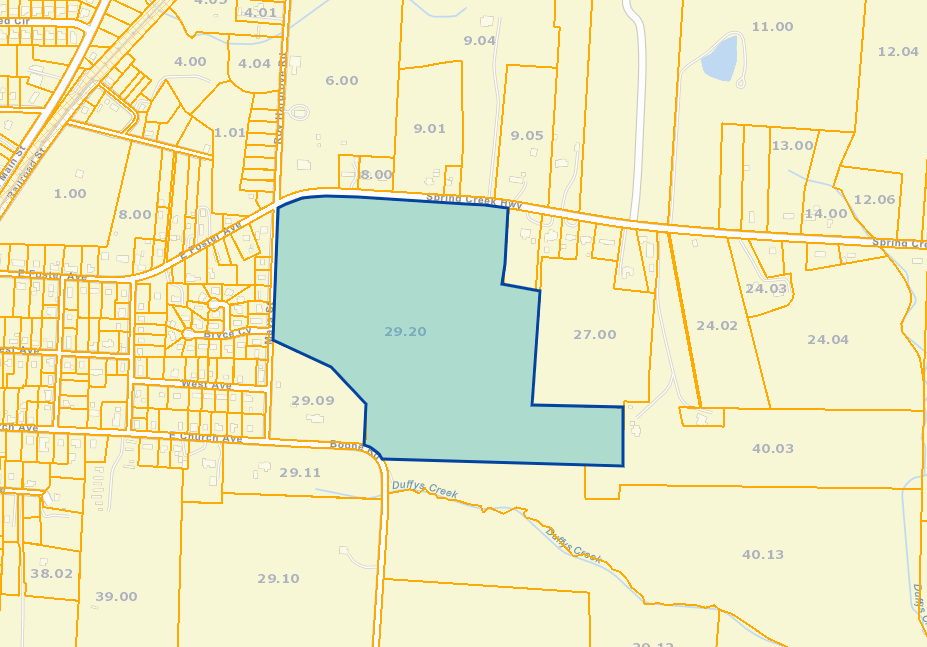 4.01
11.00
9.04
12.04
4.00
4.04
6.00
Roy Hargrove Rd
9.01
1.01
9.05
13.00
E Main St
Railroad St
8.00
1.00
Spring Creek Hwy
12.06
8.00
14.00
E Foster Ave
E Foster Ave
24.03
29.20
24.02
Bryce Cv
27.00
24.04
West Ave
29.09
E Church Ave
Boone
40.03
29.11
Duffys Creek
Duffys Creek
40.13
38.02
29.10
39.00